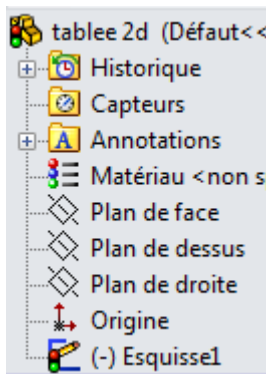 tablee 2d (Défaut<<
Historique
Capteurs
Annotations
Matériau <non s
Plan de face
Plan de dessus
Plan de droite
Origine
(-) Esquisse1